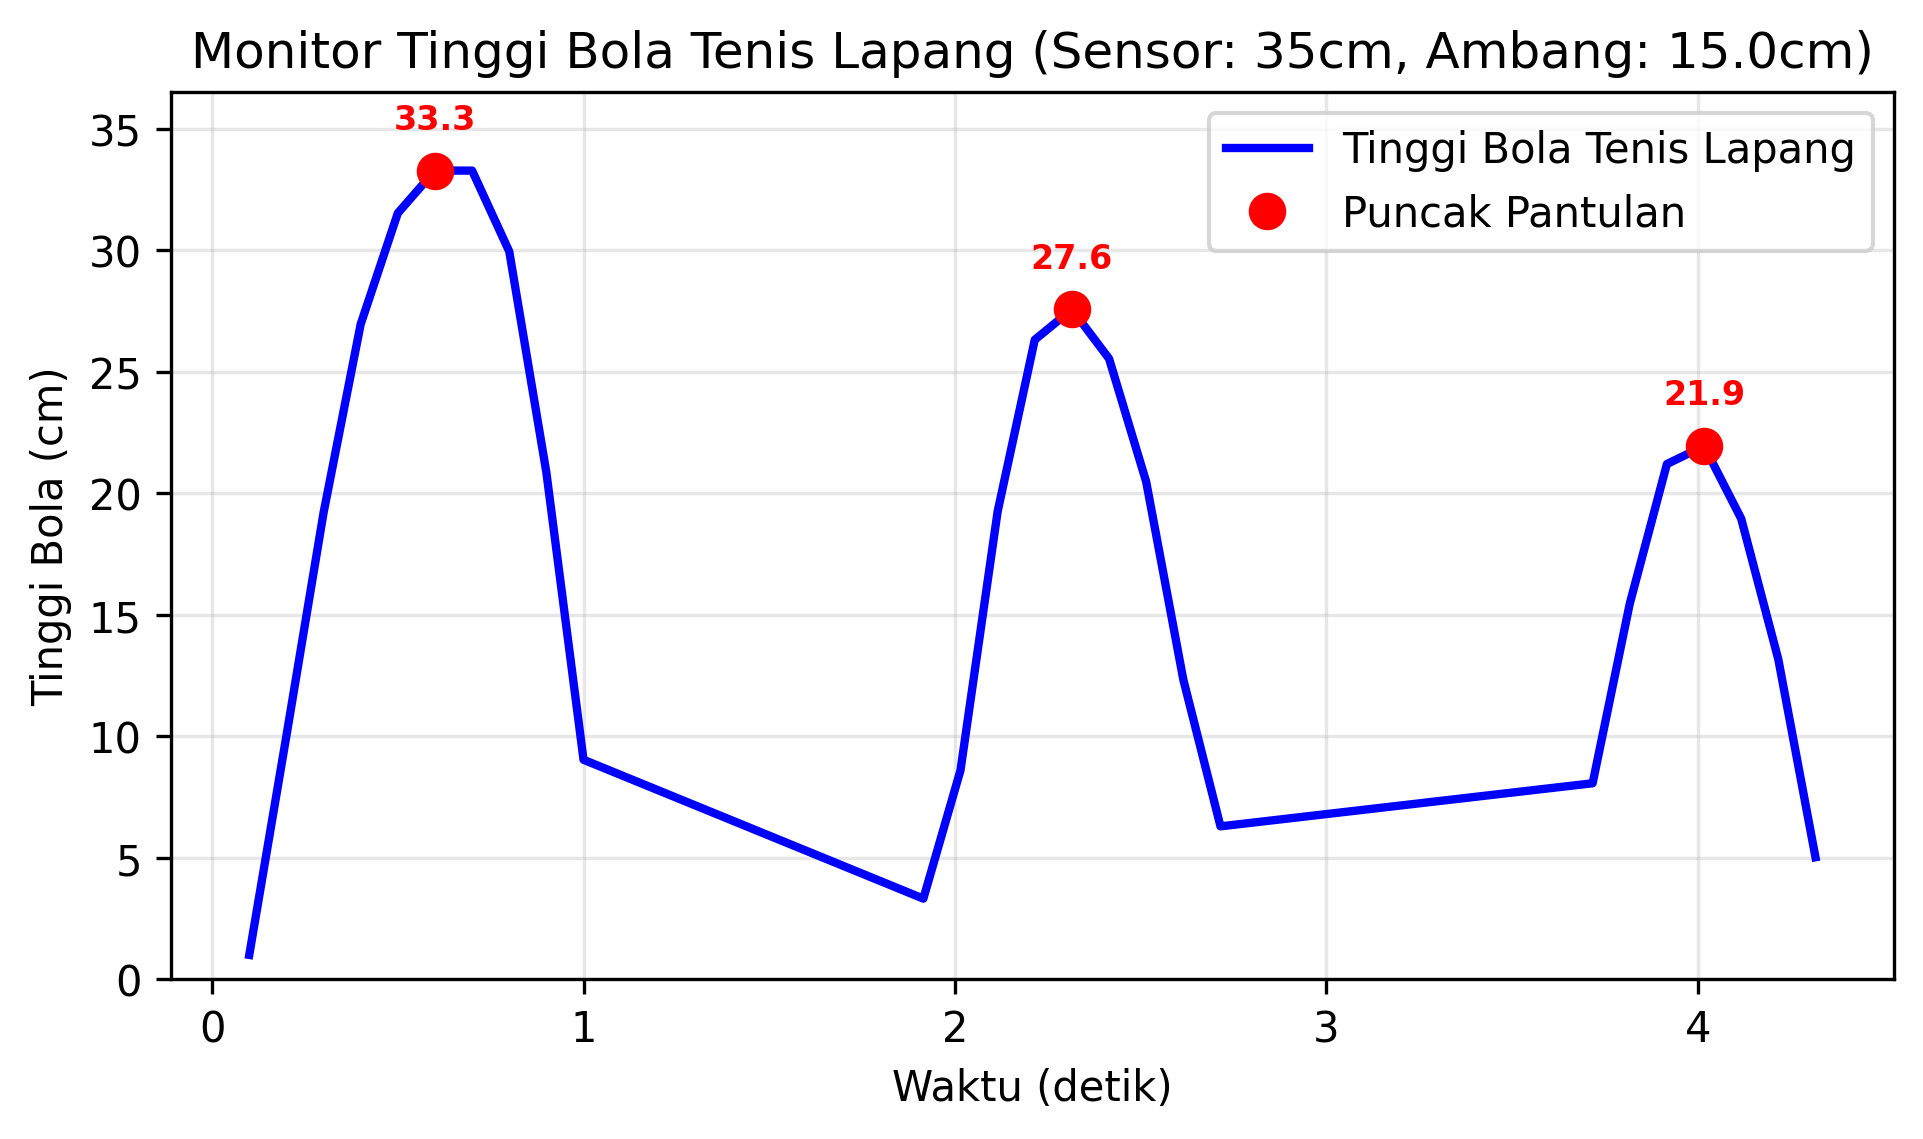 Monitor Tinggi Bola Tenis Lapang (Sensor: 35cm, Ambang: 15.0cm)
Tinggi Bola Tenis Lapang
Puncak Pantulan
33.3
27.6
21.9
Tinggi Bola (cm)
35
30
25
20
15
10
5
0
0 1 2 3 4
Waktu (detik)